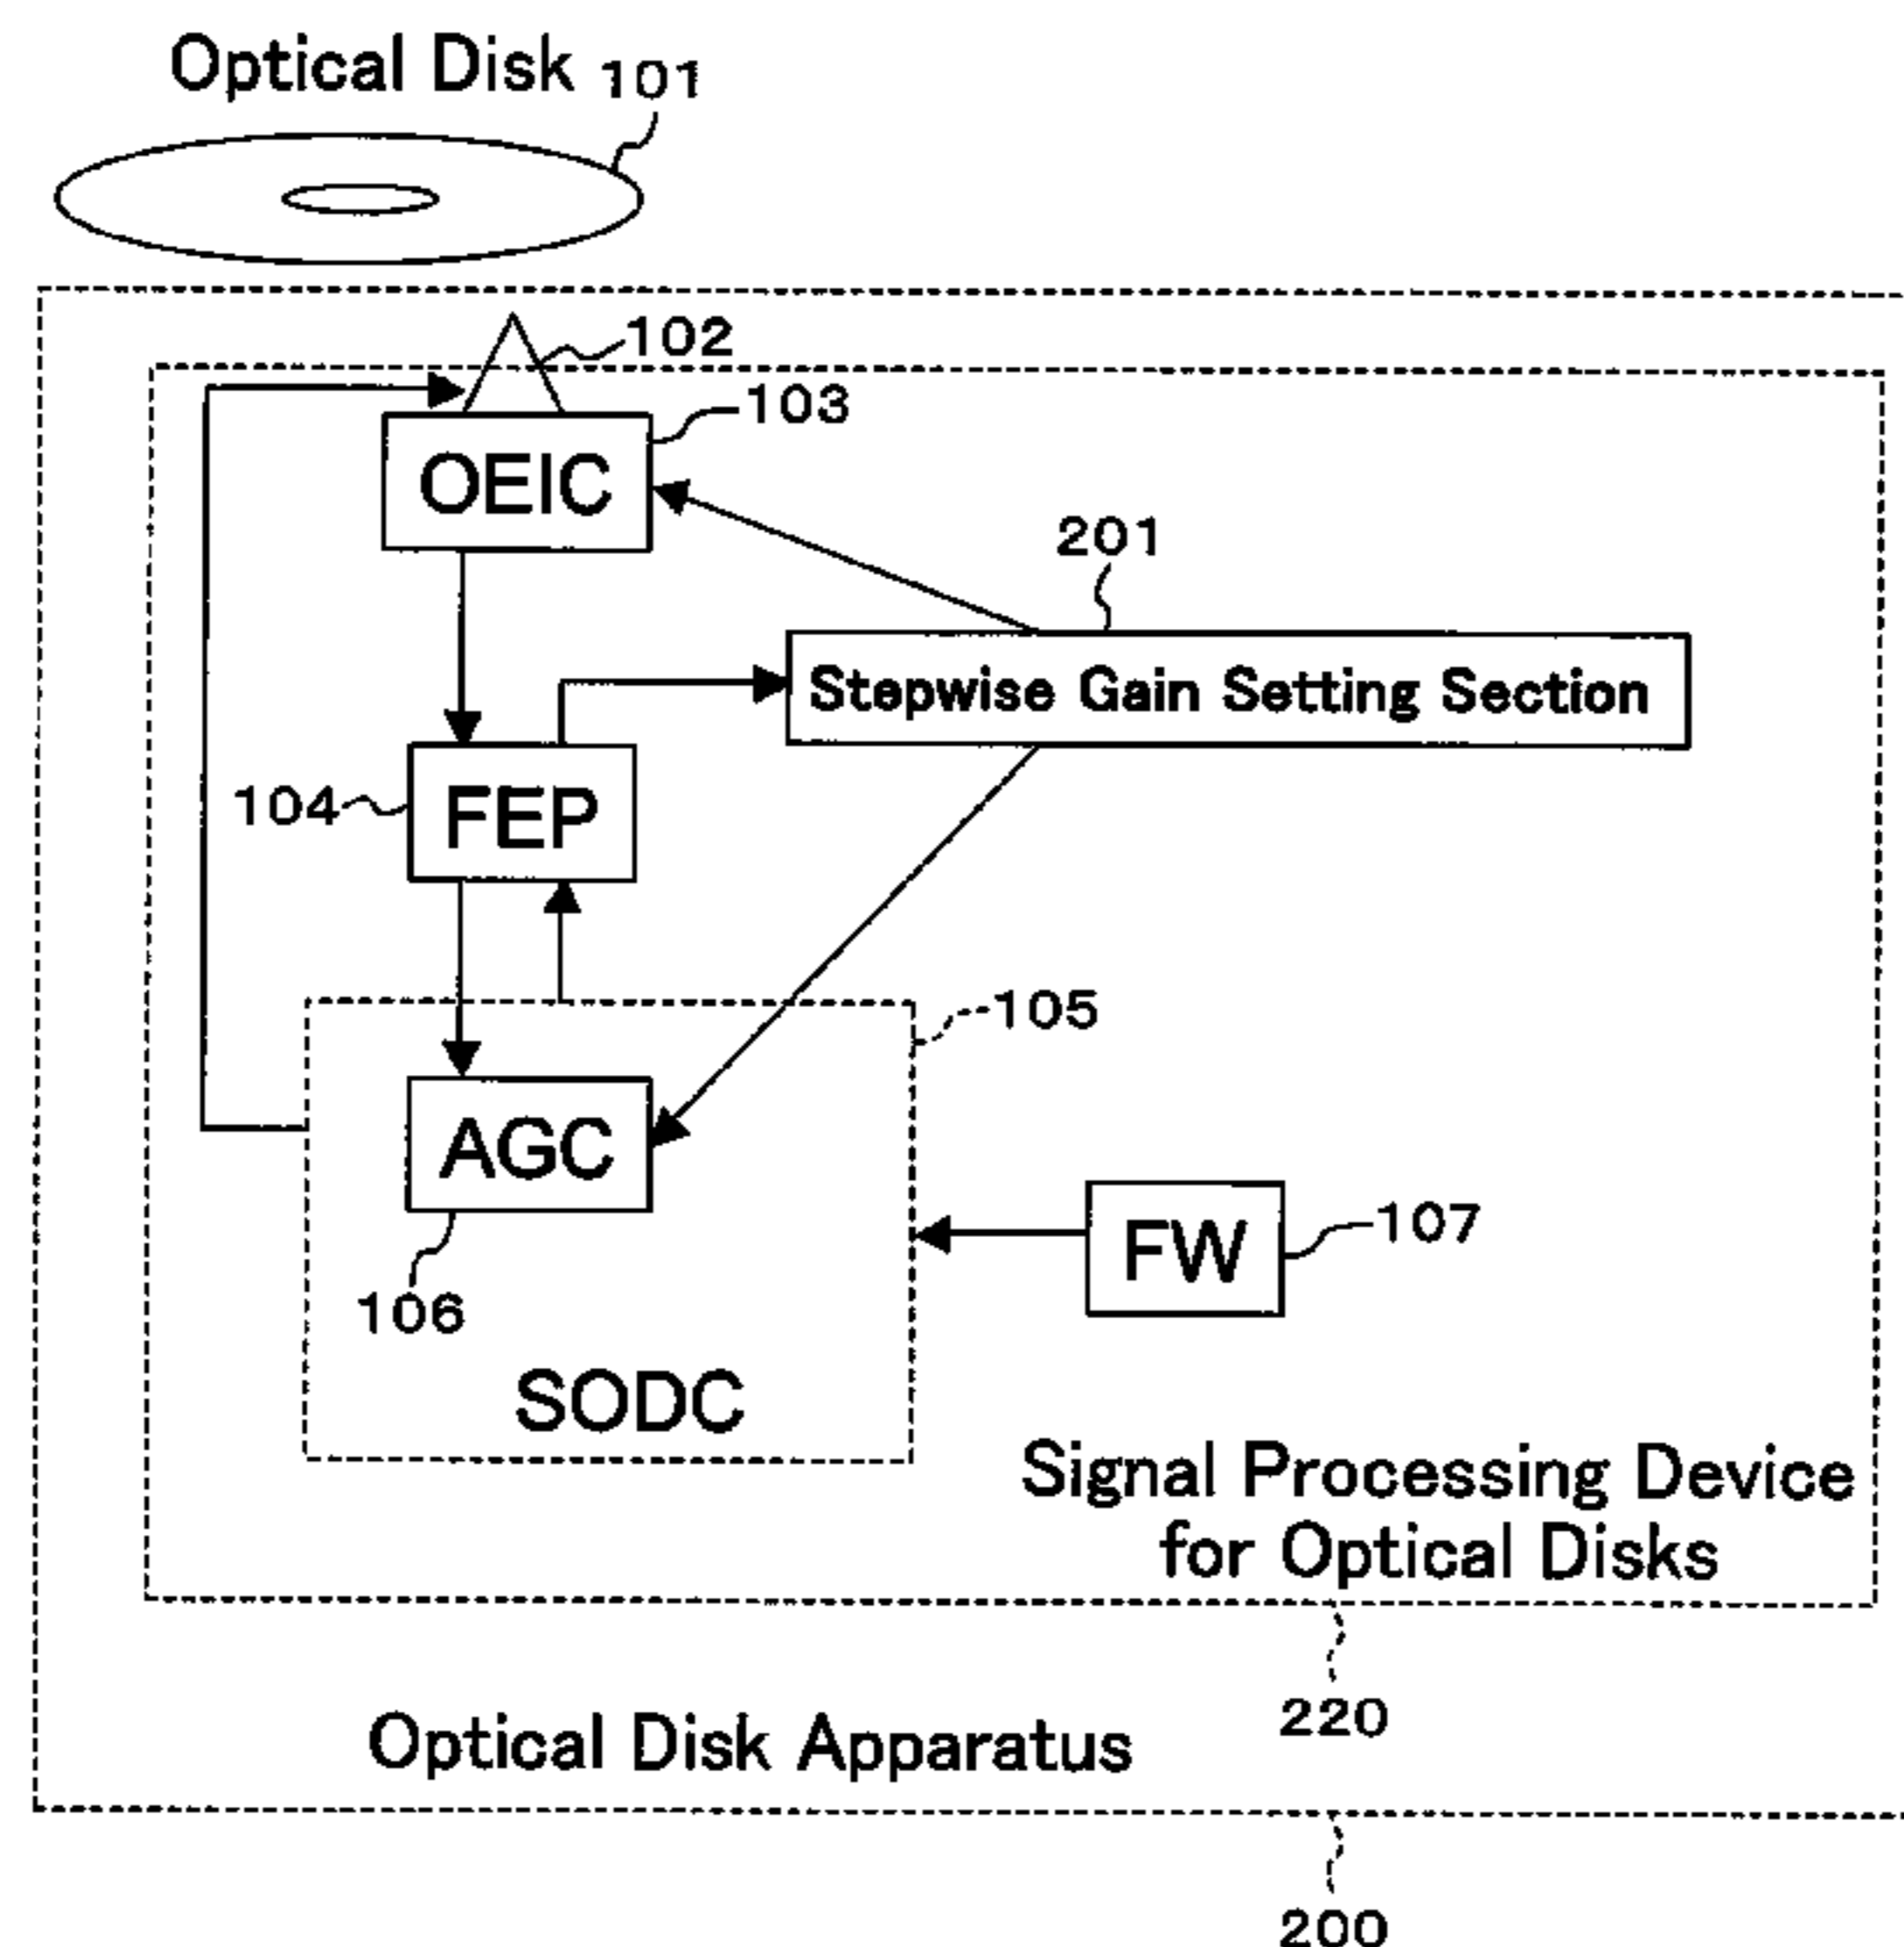 Optical Disk 101
102
103
OEIC
201
Stepwise Gain Setting Section
104
FEP
105
AGC
106
FW
107
SODC
Signal Processing Device
for Optical Disks
220
Optical Disk Apparatus
200